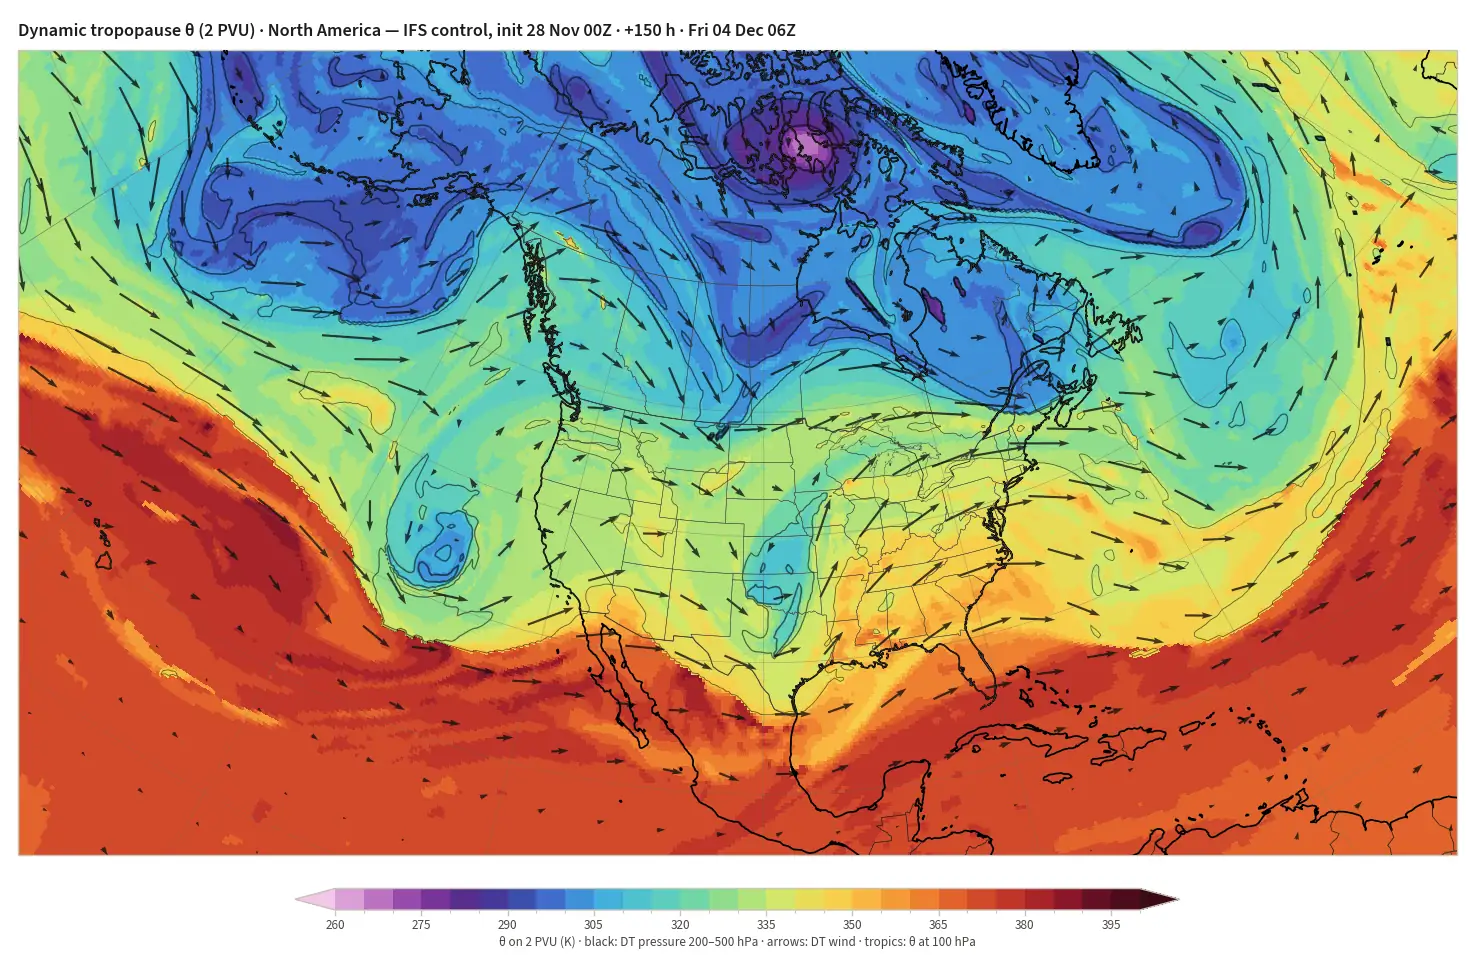 Dynamic tropopause θ (2 PVU) · North America — IFS control, init 28 Nov 00Z · +150 h · Fri 04 Dec 06Z
260 275 290 305 320 335 350 365 380 395
θ on 2 PVU (K) · black: DT pressure 200–500 hPa · arrows: DT wind · tropics: θ at 100 hPa